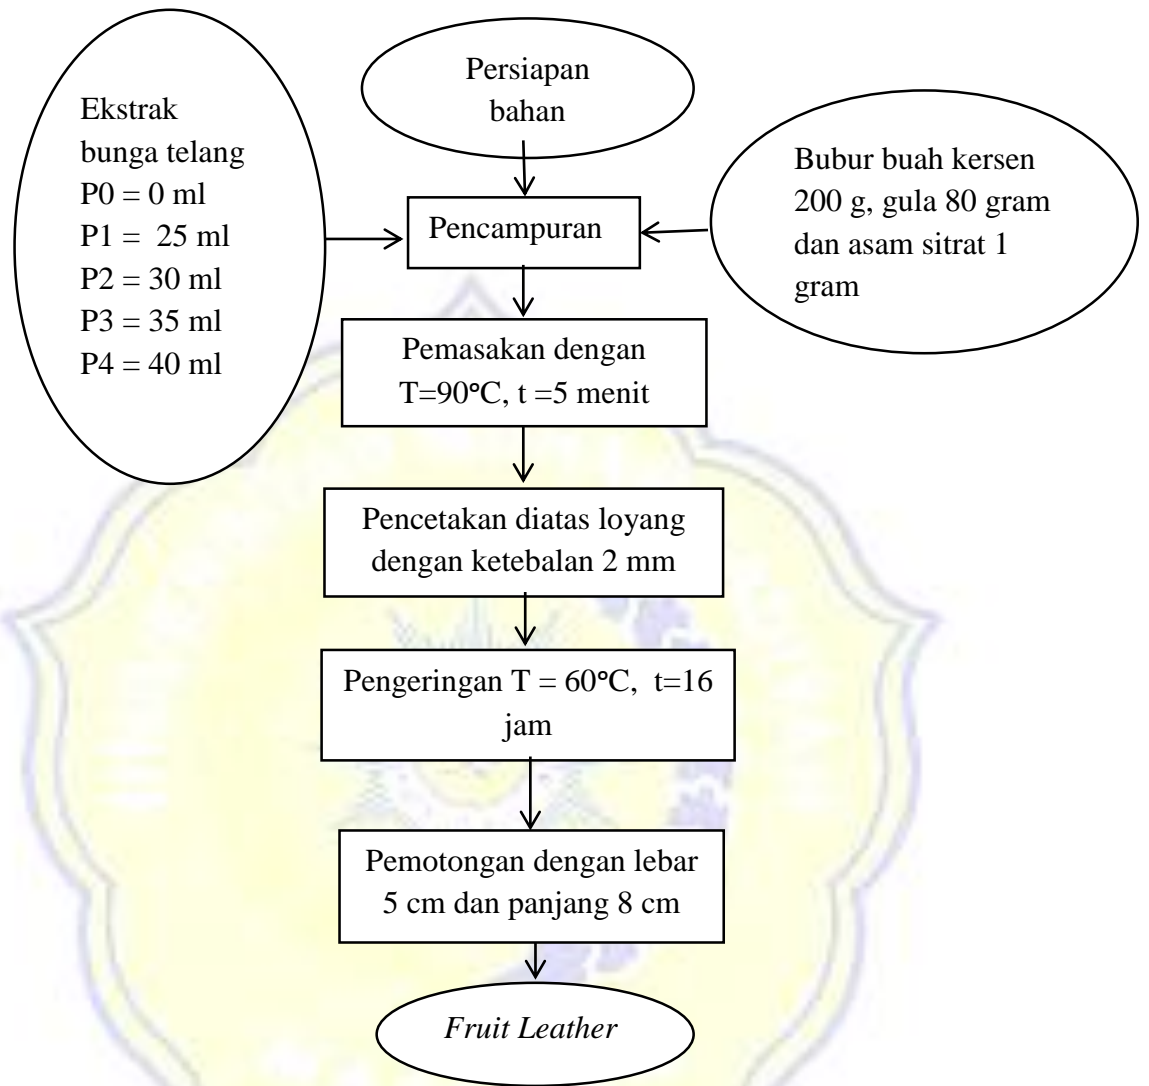 Persiapan
bahan
Ekstrak
bunga telang
P0 = 0 ml
P1 = 25 ml
P2 = 30 ml
P3 = 35 ml
P4 = 40 ml
Pencampuran
Bubur buah kersen
200 g, gula 80 gram
dan asam sitrat 1
gram
Pemasakan dengan
T=90°C, t =5 menit
Pencetakan diatas loyang
dengan ketebalan 2 mm
Pengeringan T = 60°C, t=16
jam
Pemotongan dengan lebar
5 cm dan panjang 8 cm
Fruit Leather